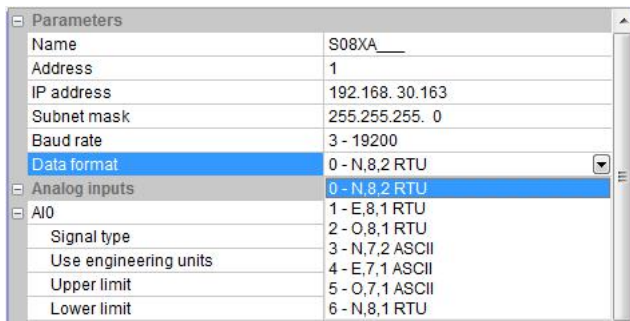 Parameters
Name S08XA___
Address 1
IP address 192.168. 30.163
Subnet mask 255.255.255. 0
Baud rate 3 - 19200
Data format 0 - N,8,2 RTU
Analog inputs 0 - N,8,2 RTU
AI0 1 - E,8,1 RTU
2 - O,8,1 RTU
Signal type 3 - N,7,2 ASCII
Use engineering units 4 - E,7,1 ASCII
Upper limit 5 - O,7,1 ASCII
Lower limit 6 - N,8,1 RTU